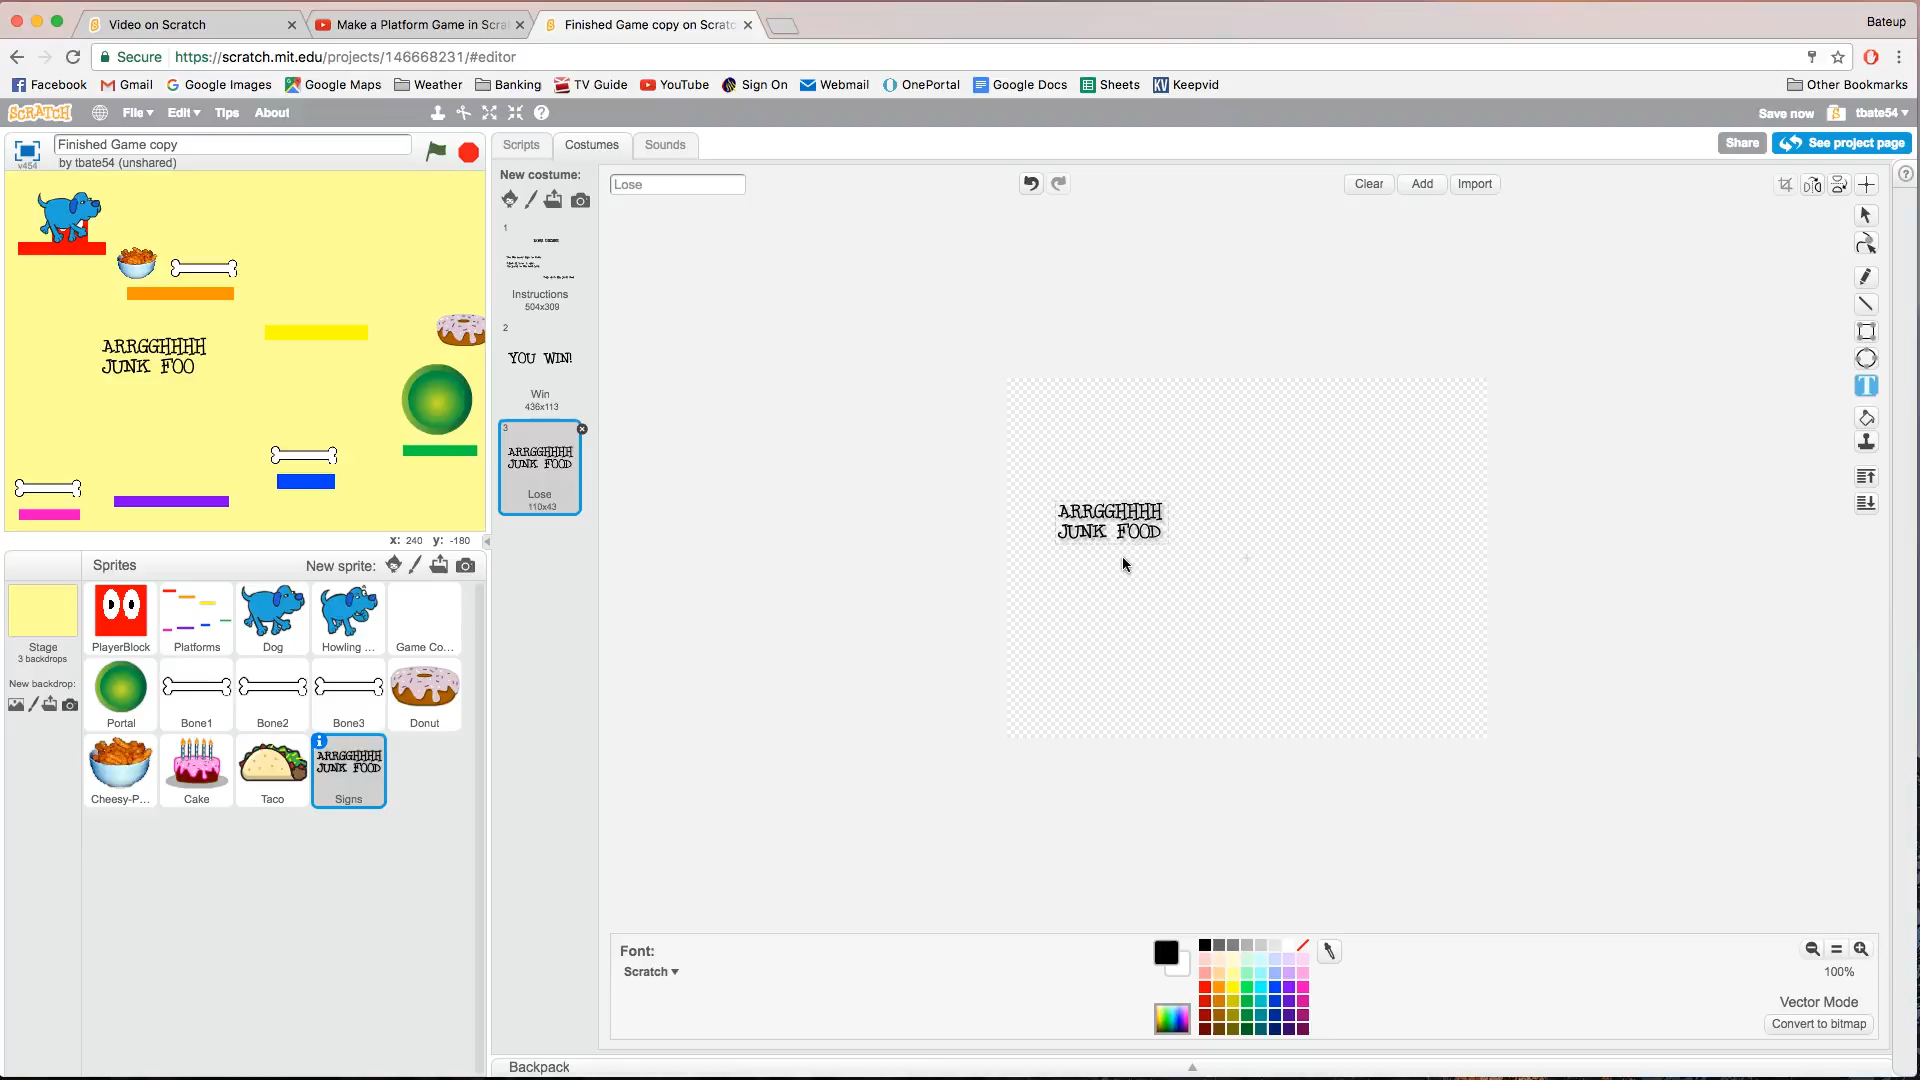 Video on Scratch
Make a Platform Game in Scra
Finished Game copy on Scratc
Bateup
Secure https://scratch.mit.edu/projects/146668231/#editor
Facebook Gmail Google Images Google Maps Weather Banking TV Guide YouTube Sign On Webmail OnePortal Google Docs Sheets Keepvid Other Bookmarks
SCRATCH File Edit Tips About Save now tbate54
Finished Game copy
by tbate54 (unshared)
v454
Scripts Costumes Sounds
Share See project page
New costume:
Lose
Clear Add Import
1
Instructions
504x309
2
YOU WIN!
Win
436x113
3
ARRGGHHHH
JUNK FOOD
Lose
110x43
ARRGGHHHH
JUNK FOO
ARRGGHHHH
JUNK FOOD
x: 240 y: -180
Sprites New sprite:
Stage
3 backdrops
New backdrop:
PlayerBlock Platforms Dog Howling ... Game Co...
Portal Bone1 Bone2 Bone3 Donut
ARRGGHHHH
JUNK FOOD
Cheesy-P... Cake Taco Signs
Font:
Scratch
100%
Vector Mode
Convert to bitmap
Backpack